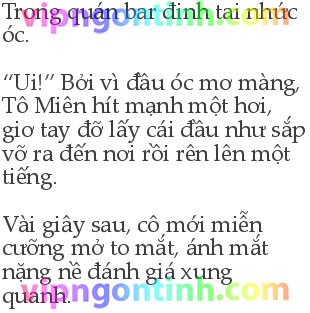 Trong quán bar đinh tai nhức
óc.
“Ui!” Bởi vì đầu óc mơ màng,
Tô Miên hít mạnh một hơi,
giơ tay đỡ lấy cái đầu như sắp
vỡ ra đến nơi rồi rên lên một
tiếng.
Vài giây sau, cô mới miễn
cưỡng mở to mắt, ánh mắt
nặng nề đánh giá xung
quanh.
vipngontinh.com